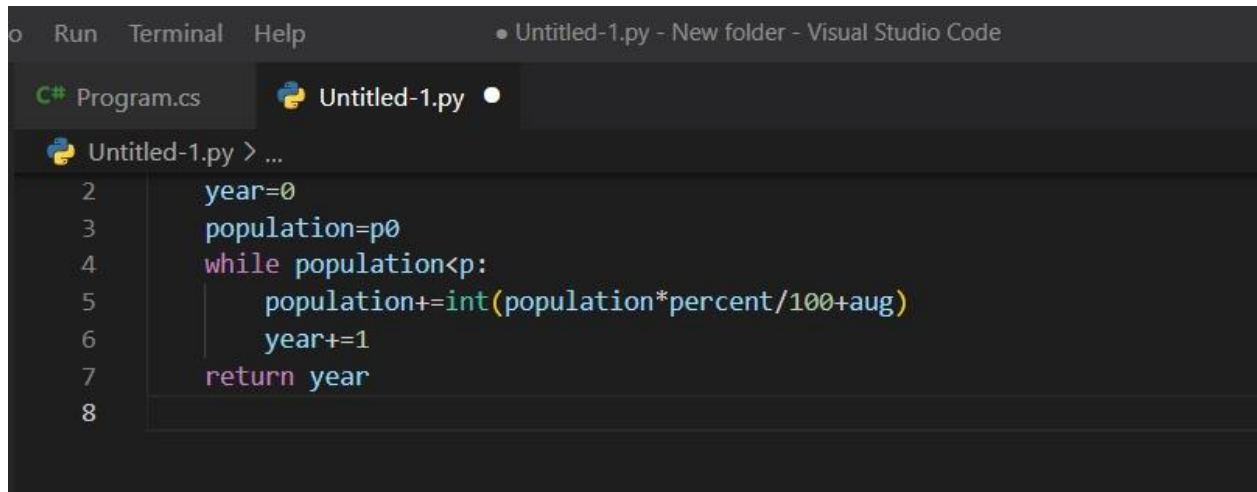 o Run Terminal Help ● Untitled-1.py - New folder - Visual Studio Code
C# Program.cs Untitled-1.py ●
Untitled-1.py > ...
2 year=0
3 population=p0
4 while population<p:
5 population+=int(population*percent/100+aug)
6 year+=1
7 return year
8